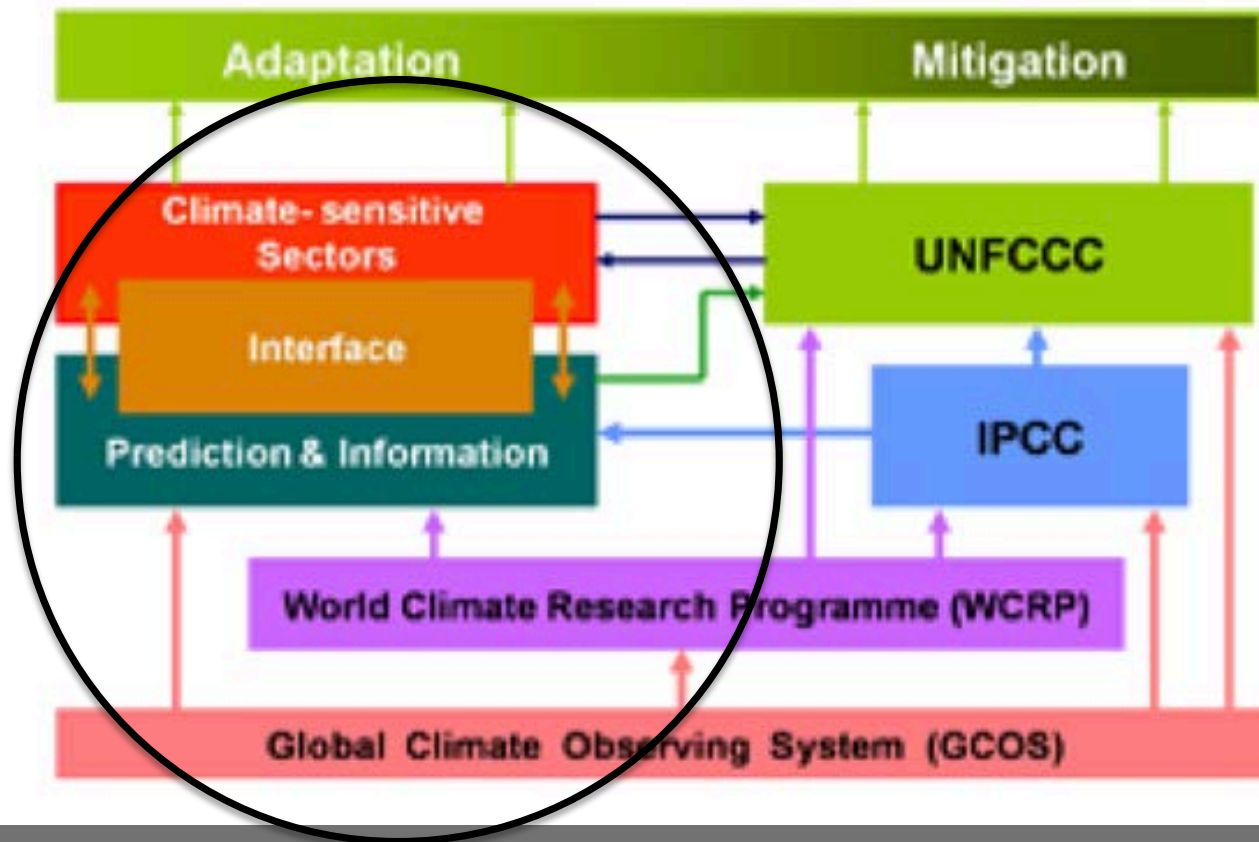 Adaptation
Mitigation
Climate- sensitive
Sectors
UNFCCC
Interface
Prediction & Information
IPCC
World Climate Research Programme (WCRP)
Global Climate Observing System (GCOS)